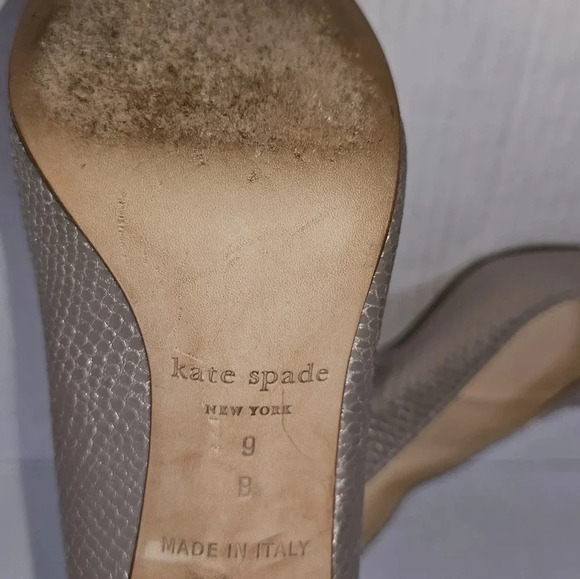 kate spade
NEW YORK
9
B
MADE IN ITALY